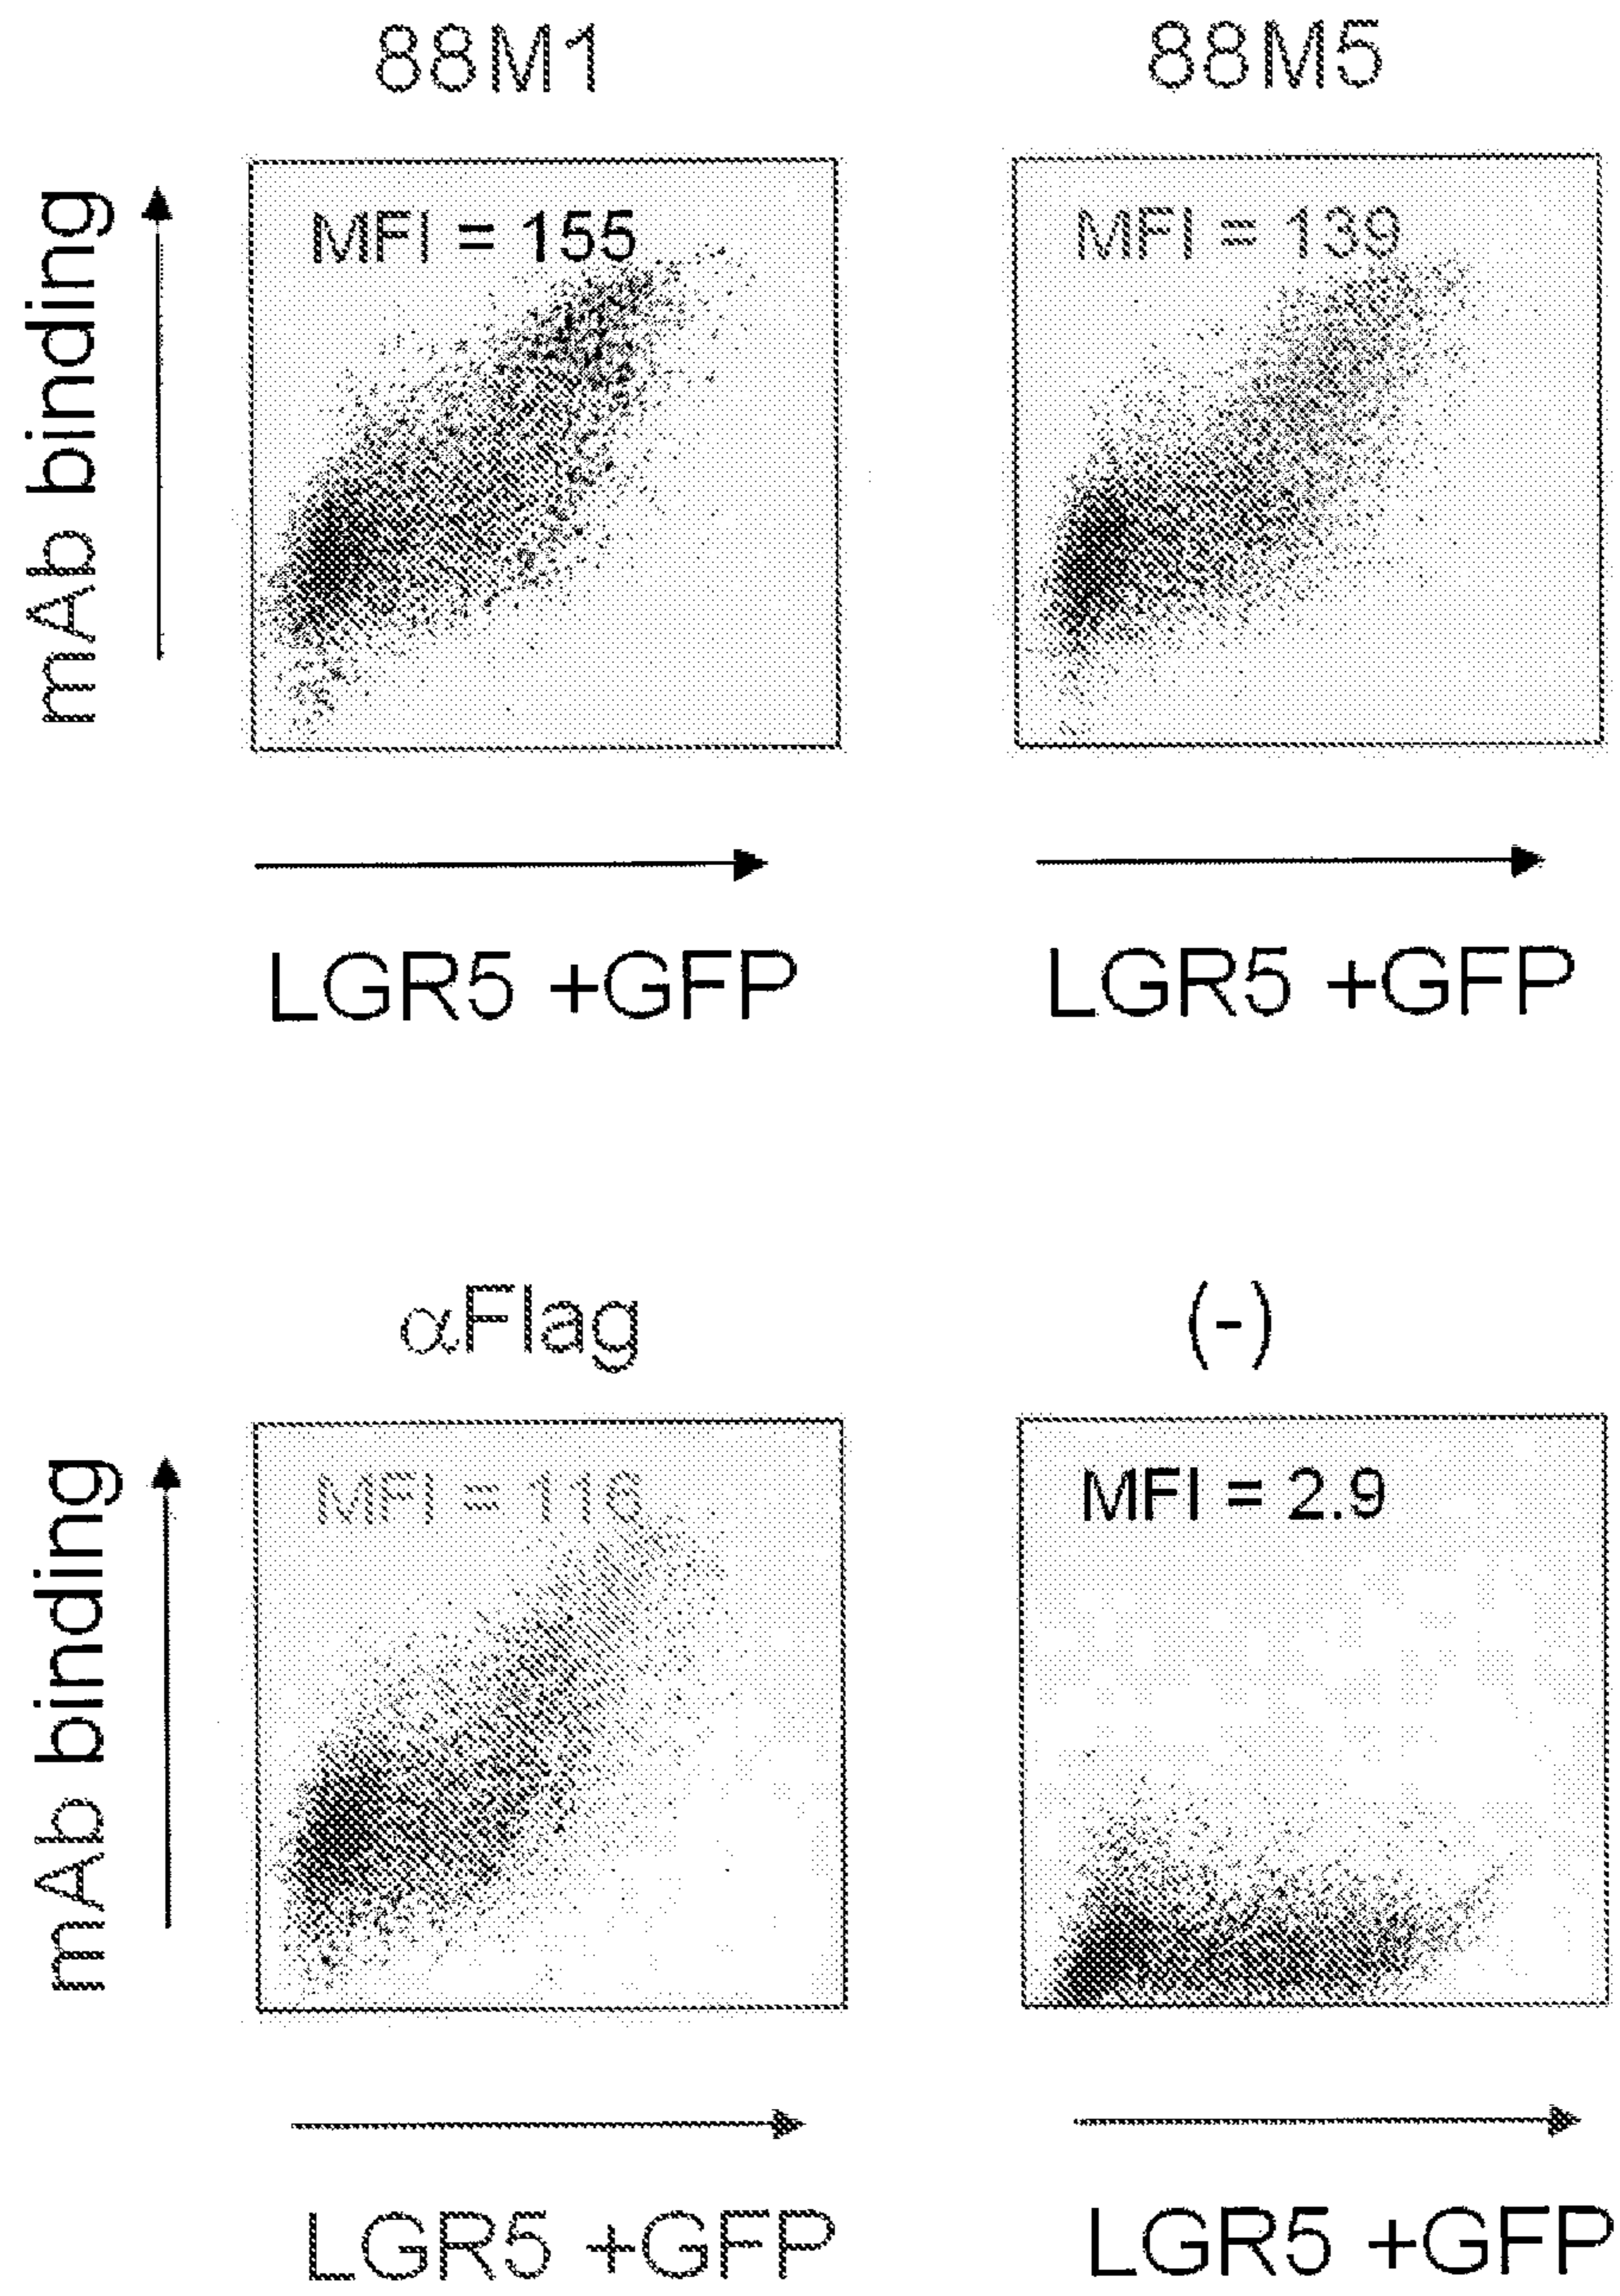 88M1
88M5
mAb binding
MFI = 155
MFI = 139
LGR5 +GFP
LGR5 +GFP
αFlag
(-)
mAb binding
MFI = 116
MFI = 2.9
LGR5 +GFP
LGR5 +GFP